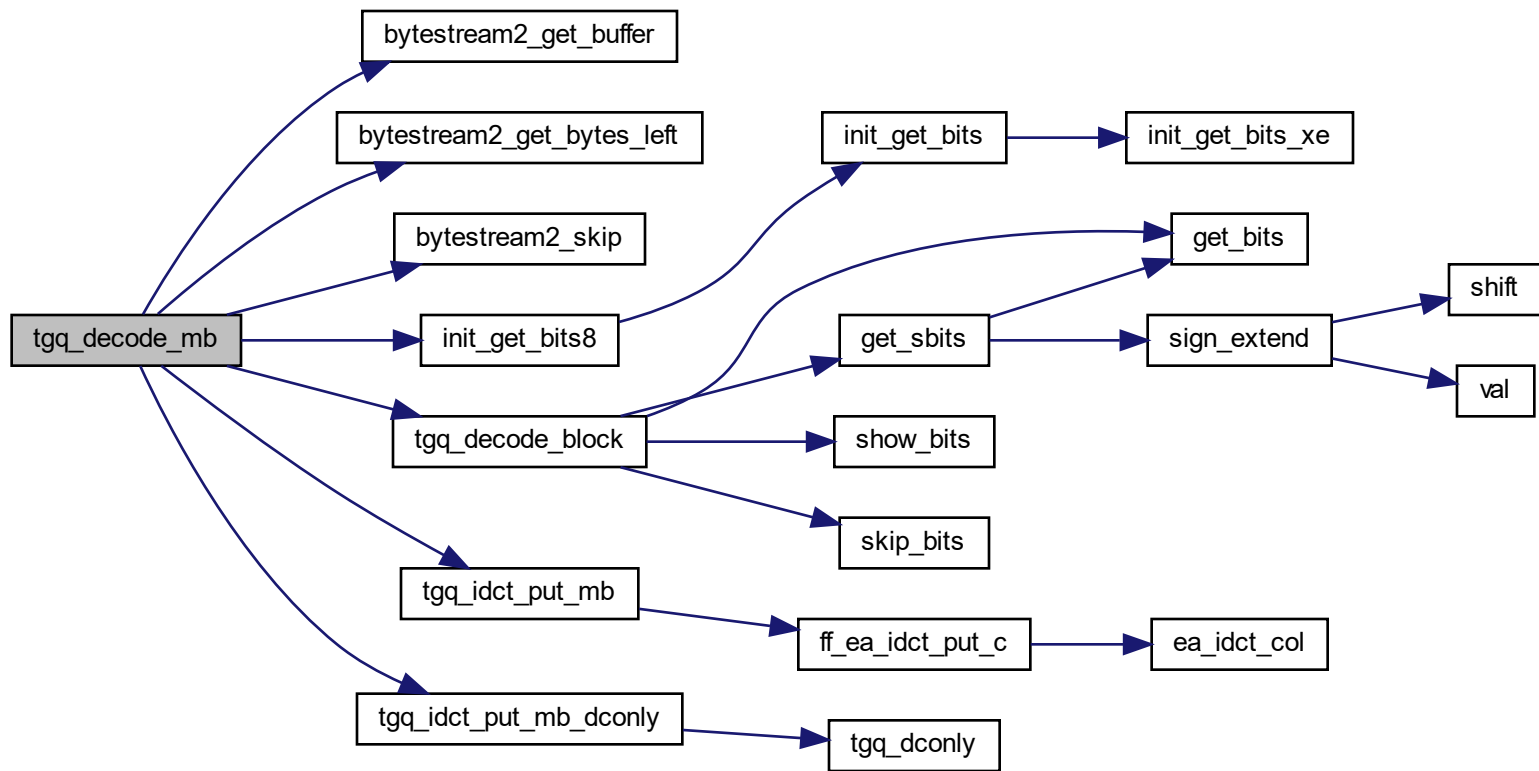 bytestream2_get_buffer
bytestream2_get_bytes_left
init_get_bits
init_get_bits_xe
bytestream2_skip
get_bits
shift
tgq_decode_mb
init_get_bits8
get_sbits
sign_extend
val
tgq_decode_block
show_bits
skip_bits
tgq_idct_put_mb
ff_ea_idct_put_c
ea_idct_col
tgq_idct_put_mb_dconly
tgq_dconly